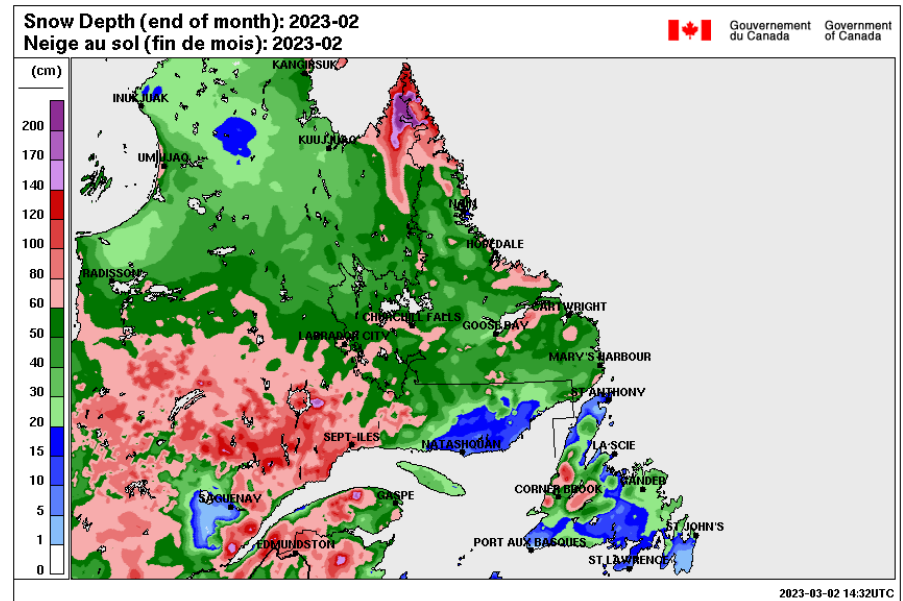 Snow Depth (end of month): 2023-02
Neige au sol (fin de mois): 2023-02
Gouvernement du Canada
Government of Canada
(cm)
200
170
140
120
100
80
60
50
40
30
20
15
10
5
1
0
KANGIRSUK
INUKJUAK
KUUJJUAQ
UMIUJAQ
NAIN
HOPEDALE
RADISSON
CARTWRIGHT
CHURCHILL FALLS
GOOSE BAY
LABRADOR CITY
MARY'S HARBOUR
ST ANTHONY
SEPT-ILES
NATASHQUAN
LA SCIE
GANDER
CORNER BROOK
SAGUENAY
GASPE
ST JOHN'S
EDMUNDSTON
PORT AUX BASQUES
ST LAWRENCE
2023-03-02 14:32UTC